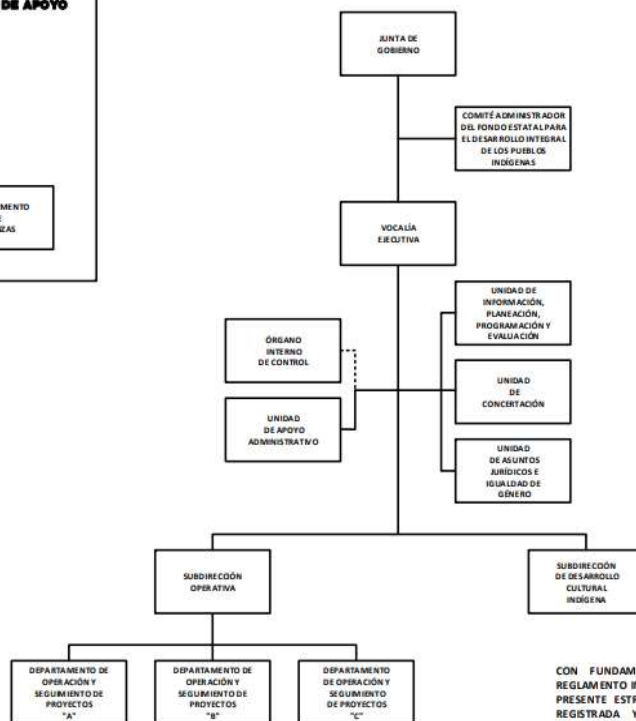 DE APOYO
JUNTA DE
GOBIERNO
COMITÉ ADMINISTRADOR
DEL FONDO ESTATAL PARA
EL DESARROLLO INTEGRAL
DE LOS PUEBLOS
INDÍGENAS
VOCALÍA
EJECUTIVA
UNIDAD DE
INFORMACIÓN,
PLANEACIÓN,
PROGRAMACIÓN Y
EVALUACIÓN
ÓRGANO
INTERNO
DE CONTROL
UNIDAD
DE
CONCERTACIÓN
UNIDAD
DE APOYO
ADMINISTRATIVO
UNIDAD
DE ASUNTOS
JURÍDICOS E
IGUALDAD DE
GÉNERO
SUBDIRECCIÓN
OPERATIVA
SUBDIRECCIÓN
DE DESARROLLO
CULTURAL
INDÍGENA
DEPARTAMENTO DE
OPERACIÓN Y
SEGUIMIENTO DE
PROYECTOS
"A"
DEPARTAMENTO DE
OPERACIÓN Y
SEGUIMIENTO DE
PROYECTOS
"B"
DEPARTAMENTO
DE OPERACIÓN Y
SEGUIMIENTO
DE PROYECTOS
"C"
CON FUNDAM
REGLAMENTO
PRESENTE
REGISTRADA Y